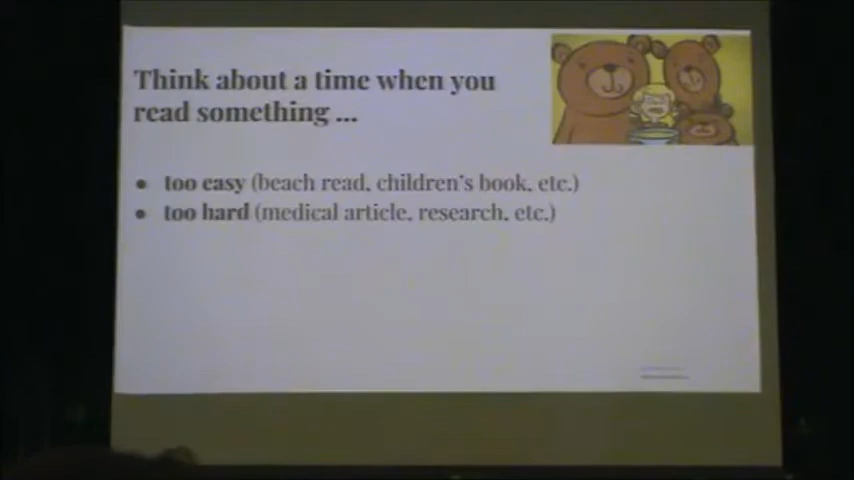 Think about a time when you
read something ...
● too easy (beach read, children's book, etc.)
● too hard (medical article, research, etc.)